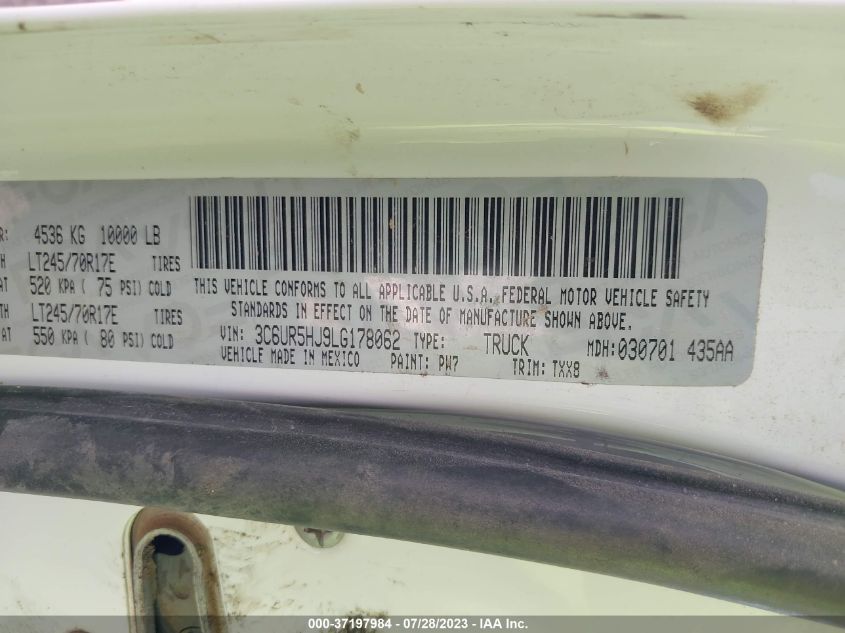 R: 4536 KG 10000 LB
H LT245/70R17E TIRES
AT 520 KPA ( 75 PSI) COLD
TH LT245/70R17E TIRES
AT 550 KPA ( 80 PSI) COLD
THIS VEHICLE CONFORMS TO ALL APPLICABLE U.S.A. FEDERAL MOTOR VEHICLE SAFETY
STANDARDS IN EFFECT ON THE DATE OF MANUFACTURE SHOWN ABOVE.
VIN: 3C6UR5HJ9LG178062 TYPE: TRUCK MDH:030701 435AA
VEHICLE MADE IN MEXICO PAINT: PW7 TRIM: TXX8
000-37197984 - 07/28/2023 - IAA Inc.